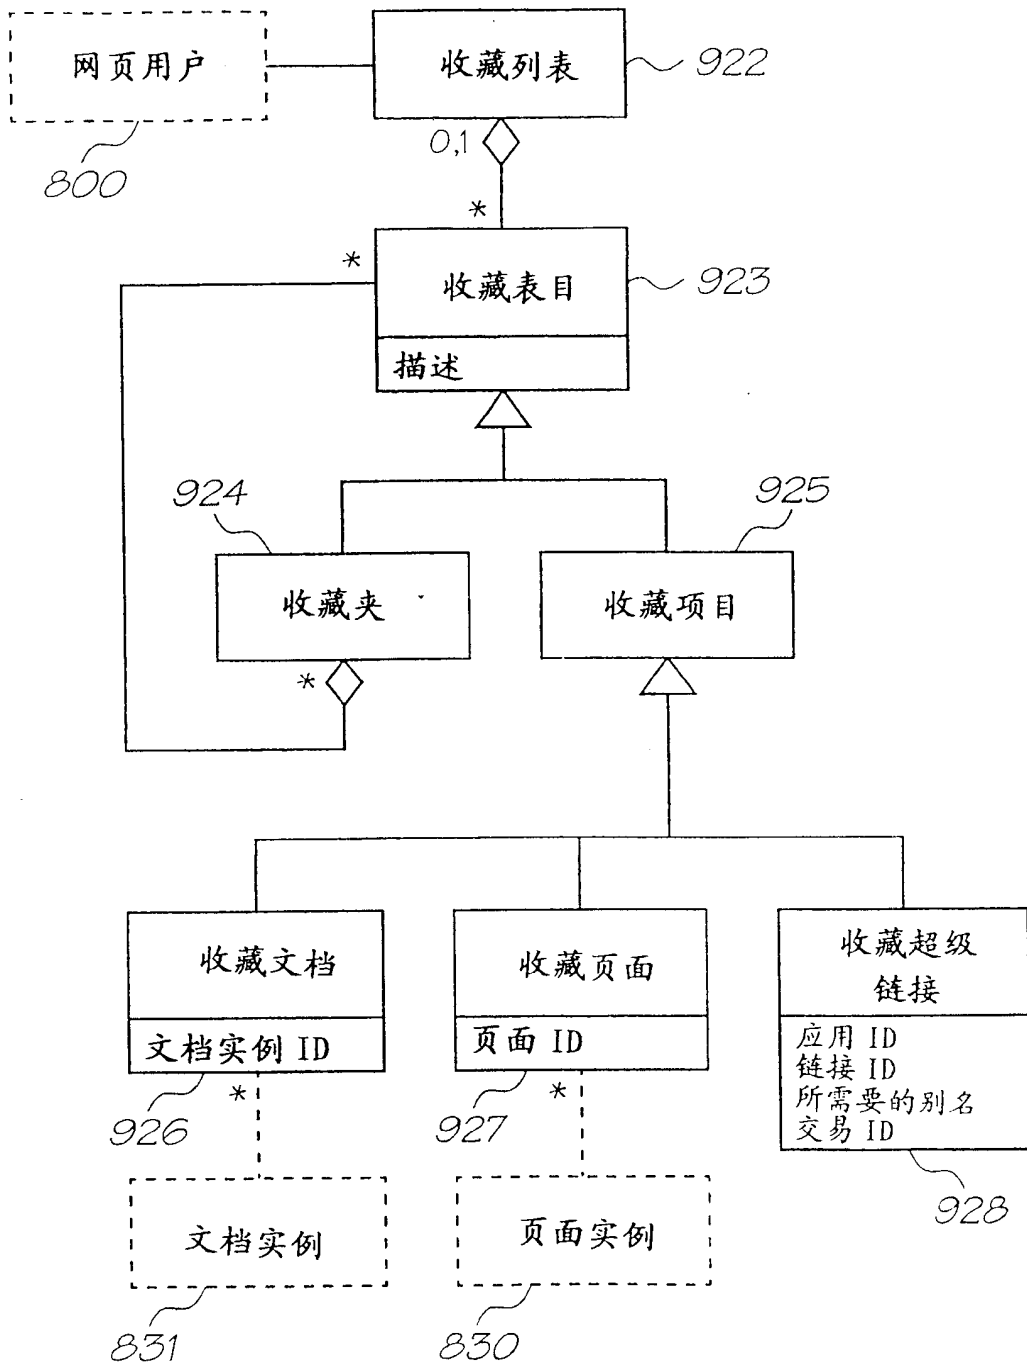 网页用户
收藏列表
922
800
0,1
*
*
收藏表目
923
描述
924
925
收藏夹
收藏项目
*
收藏文档
收藏页面
收藏超级
链接
文档实例 ID
页面 ID
应用 ID
链接 ID
所需要的别名
交易 ID
*
*
926
927
928
文档实例
页面实例
831
830